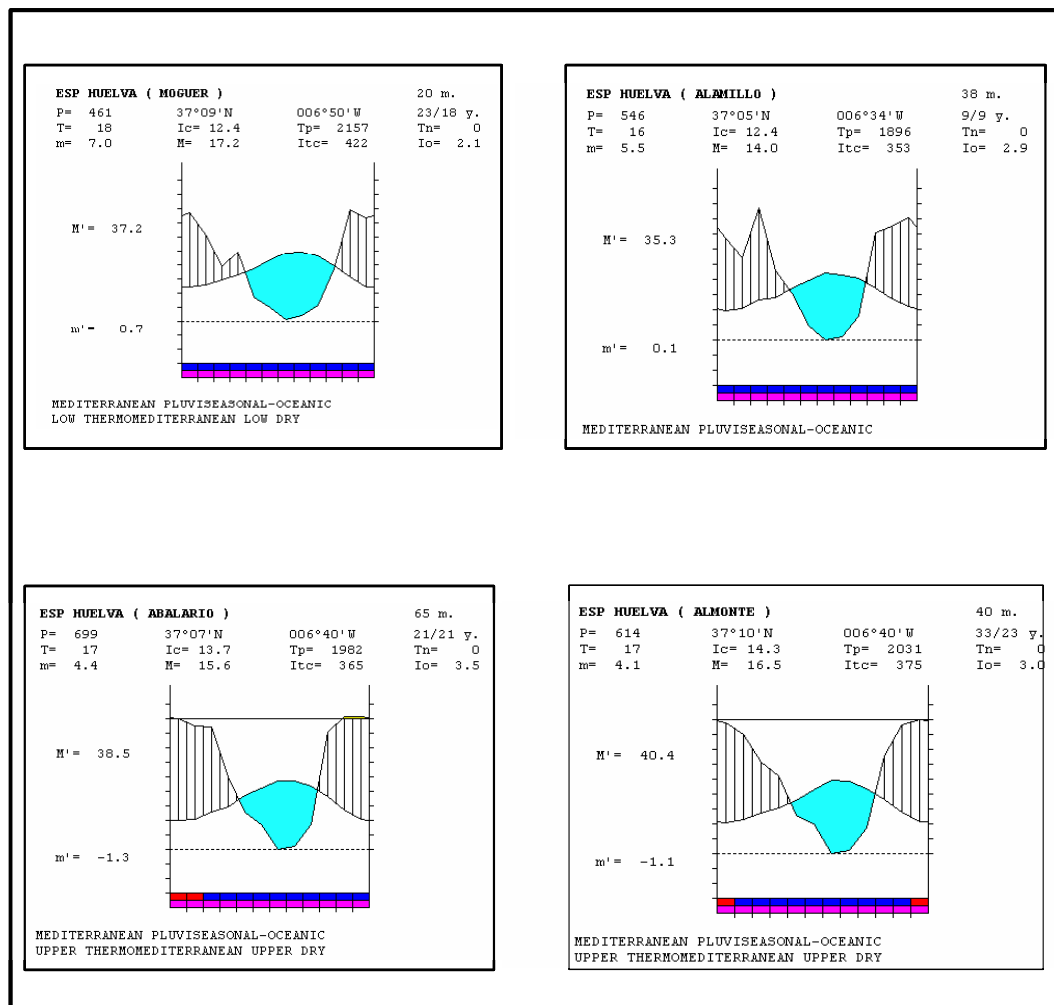 ESP HUELVA ( MOGUER ) 20 m.
P= 461 37°09'N 006°50'W 23/18 y.
T= 18 Ic= 12.4 Tp= 2157 Tn= 0
m= 7.0 M= 17.2 Itc= 422 Io= 2.1
M'= 37.2
m'= 0.7
MEDITERRANEAN PLUVISEASONAL-OCEANIC
LOW THERMOMEDITERRANEAN LOW DRY
ESP HUELVA ( ALAMILLO ) 38 m.
P= 546 37°05'N 006°34'W 9/9 y.
T= 16 Ic= 12.4 Tp= 1896 Tn= 0
m= 5.5 M= 14.0 Itc= 353 Io= 2.9
M'= 35.3
m'= 0.1
MEDITERRANEAN PLUVISEASONAL-OCEANIC
ESP HUELVA ( ABALARIO ) 65 m.
P= 699 37°07'N 006°40'W 21/21 y.
T= 17 Ic= 13.7 Tp= 1982 Tn= 0
m= 4.4 M= 15.6 Itc= 365 Io= 3.5
M'= 38.5
m'= -1.3
MEDITERRANEAN PLUVISEASONAL-OCEANIC
UPPER THERMOMEDITERRANEAN UPPER DRY
ESP HUELVA ( ALMONTE ) 40 m.
P= 614 37°10'N 006°40'W 33/23 y.
T= 17 Ic= 14.3 Tp= 2031 Tn= 0
m= 4.1 M= 16.5 Itc= 375 Io= 3.0
M'= 40.4
m'= -1.1
MEDITERRANEAN PLUVISEASONAL-OCEANIC
UPPER THERMOMEDITERRANEAN UPPER DRY